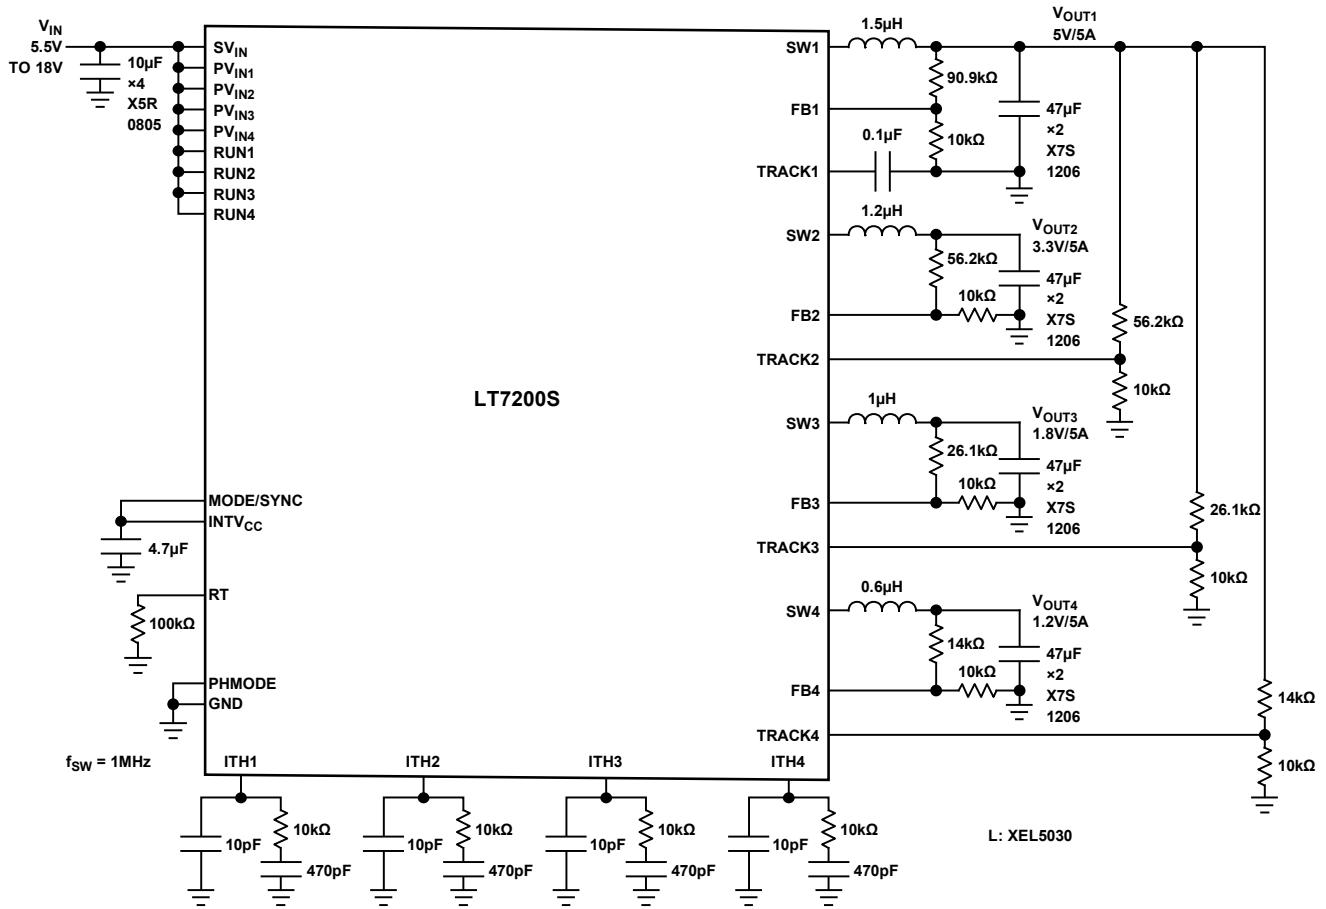 VIN
5.5V
TO 18V
10µF
×4
X5R
0805
SVIN
PVIN1
PVIN2
PVIN3
PVIN4
RUN1
RUN2
RUN3
RUN4
MODE/SYNC
INTVCC
4.7µF
RT
100kΩ
PHMODE
GND
fSW = 1MHz
LT7200S
SW1
1.5µH
VOUT1
5V/5A
90.9kΩ
FB1
10kΩ
47µF
×2
X7S
1206
TRACK1
0.1µF
SW2
1.2µH
VOUT2
3.3V/5A
56.2kΩ
47µF
×2
X7S
1206
FB2
10kΩ
TRACK2
56.2kΩ
10kΩ
SW3
1µH
VOUT3
1.8V/5A
26.1kΩ
47µF
×2
X7S
1206
FB3
10kΩ
TRACK3
26.1kΩ
10kΩ
SW4
0.6µH
VOUT4
1.2V/5A
14kΩ
47µF
×2
X7S
1206
FB4
10kΩ
TRACK4
14kΩ
10kΩ
ITH1
ITH2
ITH3
ITH4
10pF
10kΩ
470pF
10pF
10kΩ
470pF
10pF
10kΩ
470pF
10pF
10kΩ
470pF
L: XEL5030